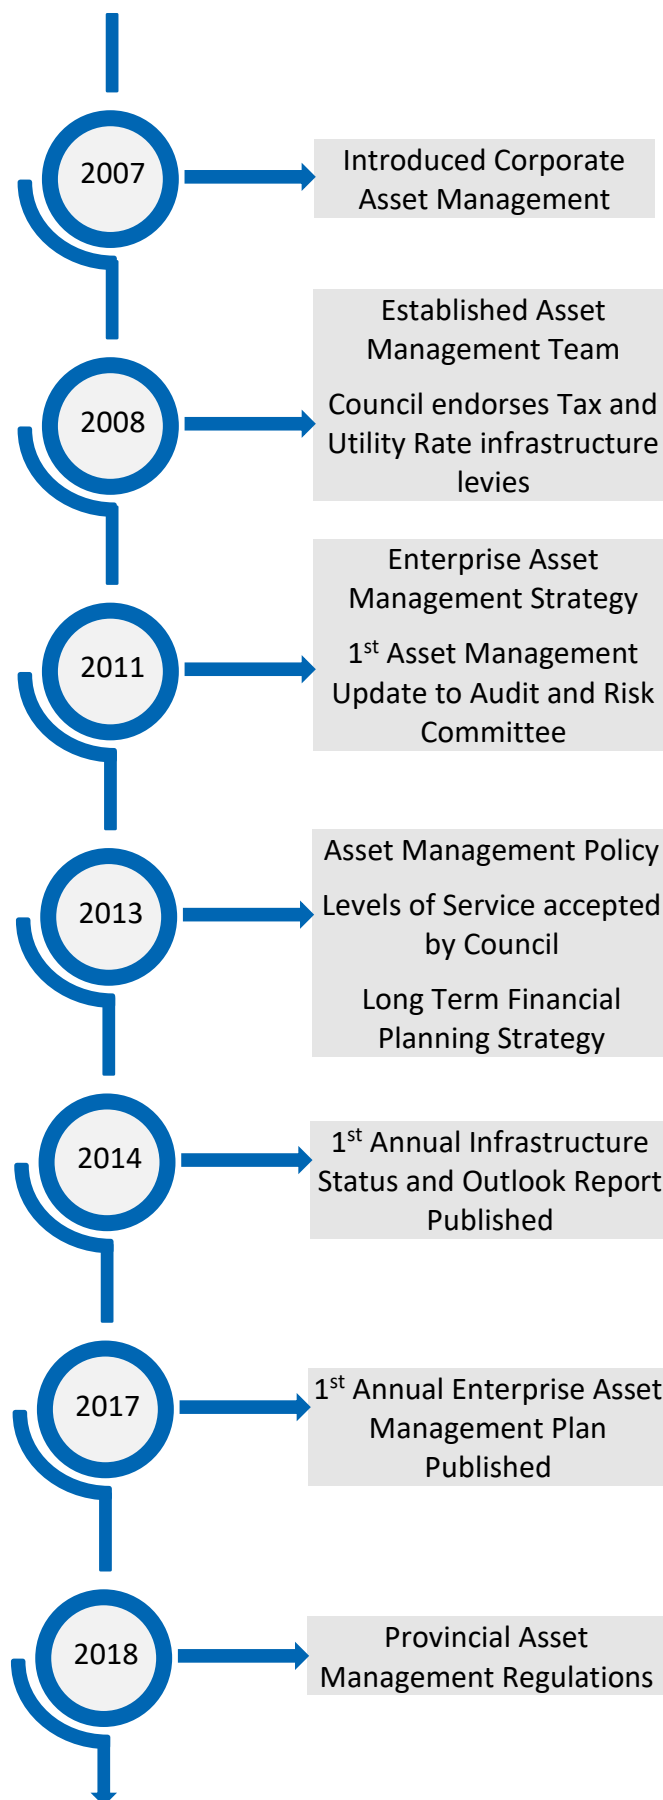 2007
Introduced Corporate
Asset Management
2008
Established Asset
Management Team
Council endorses Tax and
Utility Rate infrastructure
levies
2011
Enterprise Asset
Management Strategy
1st Asset Management
Update to Audit and Risk
Committee
2013
Asset Management Policy
Levels of Service accepted
by Council
Long Term Financial
Planning Strategy
2014
1st Annual Infrastructure
Status and Outlook Report
Published
2017
1st Annual Enterprise Asset
Management Plan
Published
2018
Provincial Asset
Management Regulations